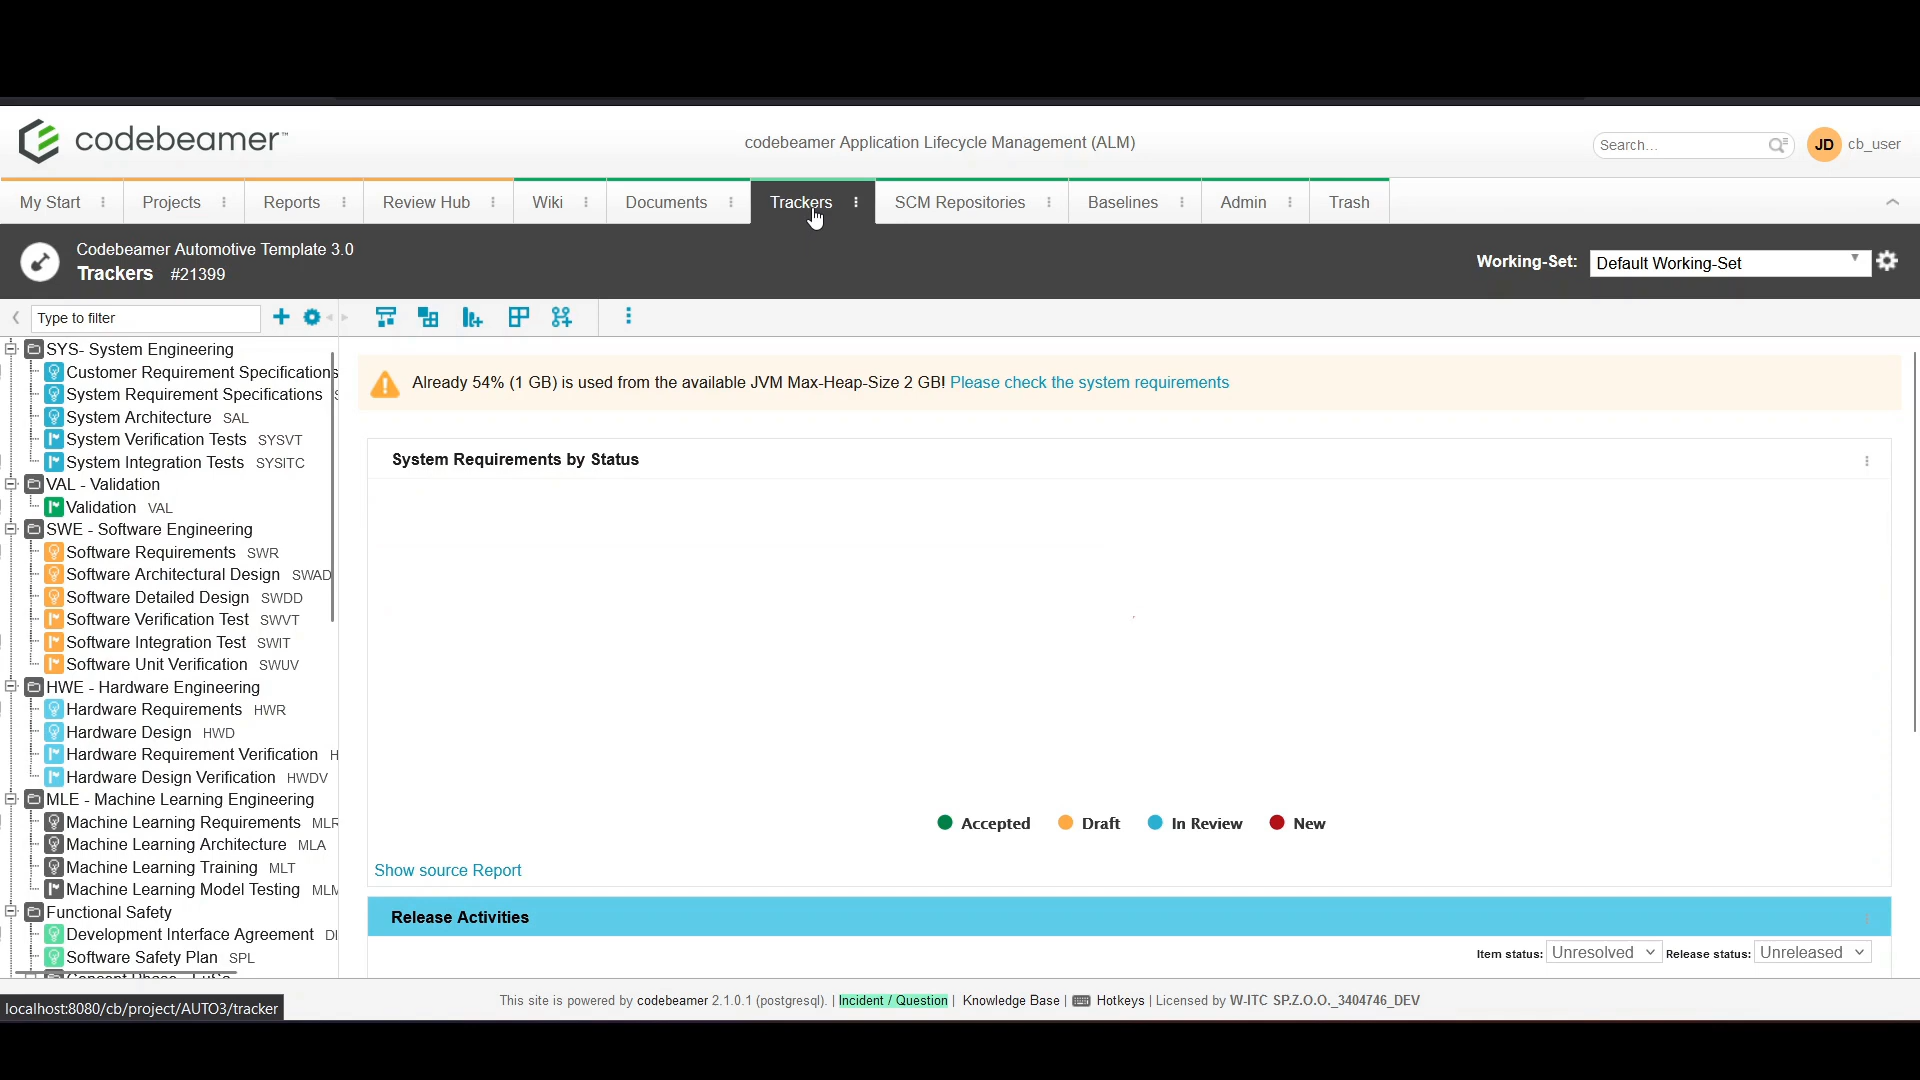 codebeamer™
codebeamer Application Lifecycle Management (ALM)
Search...
JD
cb_user
My Start
Projects
Reports
Review Hub
Wiki
Documents
Trackers
SCM Repositories
Baselines
Admin
Trash
Codebeamer Automotive Template 3.0
Trackers #21399
Working-Set: Default Working-Set
Type to filter
SYS- System Engineering
Customer Requirement Specifications
System Requirement Specifications
System Architecture SAL
System Verification Tests SYSVT
System Integration Tests SYSITC
VAL - Validation
Validation VAL
SWE - Software Engineering
Software Requirements SWR
Software Architectural Design SWAD
Software Detailed Design SWDD
Software Verification Test SWVT
Software Integration Test SWIT
Software Unit Verification SWUV
HWE - Hardware Engineering
Hardware Requirements HWR
Hardware Design HWD
Hardware Requirement Verification H
Hardware Design Verification HWDV
MLE - Machine Learning Engineering
Machine Learning Requirements MLR
Machine Learning Architecture MLA
Machine Learning Training MLT
Machine Learning Model Testing MLM
Functional Safety
Development Interface Agreement DI
Software Safety Plan SPL
Already 54% (1 GB) is used from the available JVM Max-Heap-Size 2 GB! Please check the system requirements
System Requirements by Status
Accepted
Draft
In Review
New
Show source Report
Release Activities
Item status: Unresolved Release status: Unreleased
localhost:8080/cb/project/AUTO3/tracker
This site is powered by codebeamer 2.1.0.1 (postgresql). | Incident / Question | Knowledge Base | Hotkeys | Licensed by W-ITC SP.Z.O.O._3404746_DEV